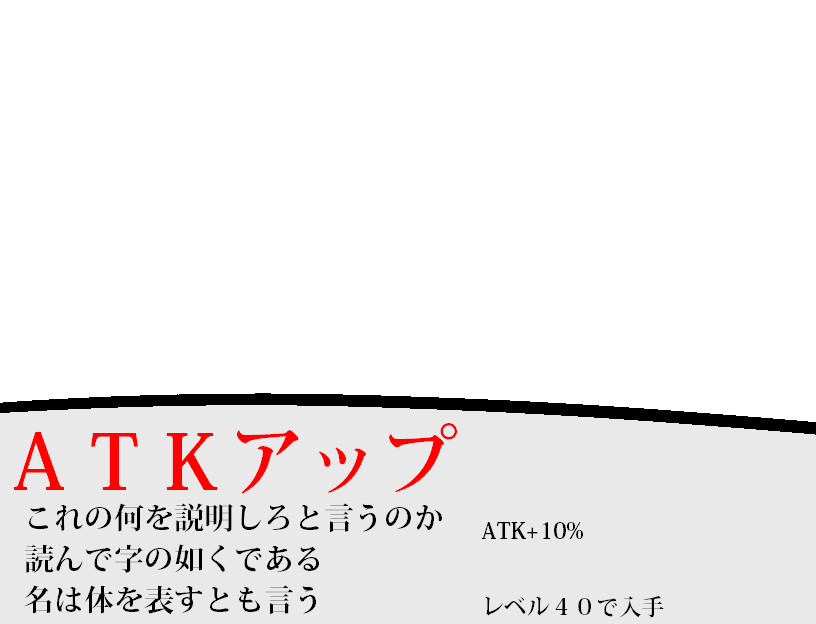 ＡＴＫアップ
これの何を説明しろと言うのか
読んで字の如くである
名は体を表すとも言う
ATK+10%
レベル４０で入手